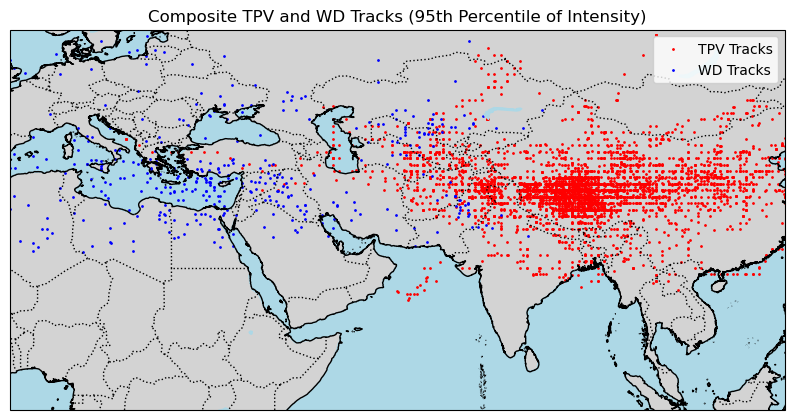 Composite TPV and WD Tracks (95th Percentile of Intensity)
TPV Tracks
WD Tracks